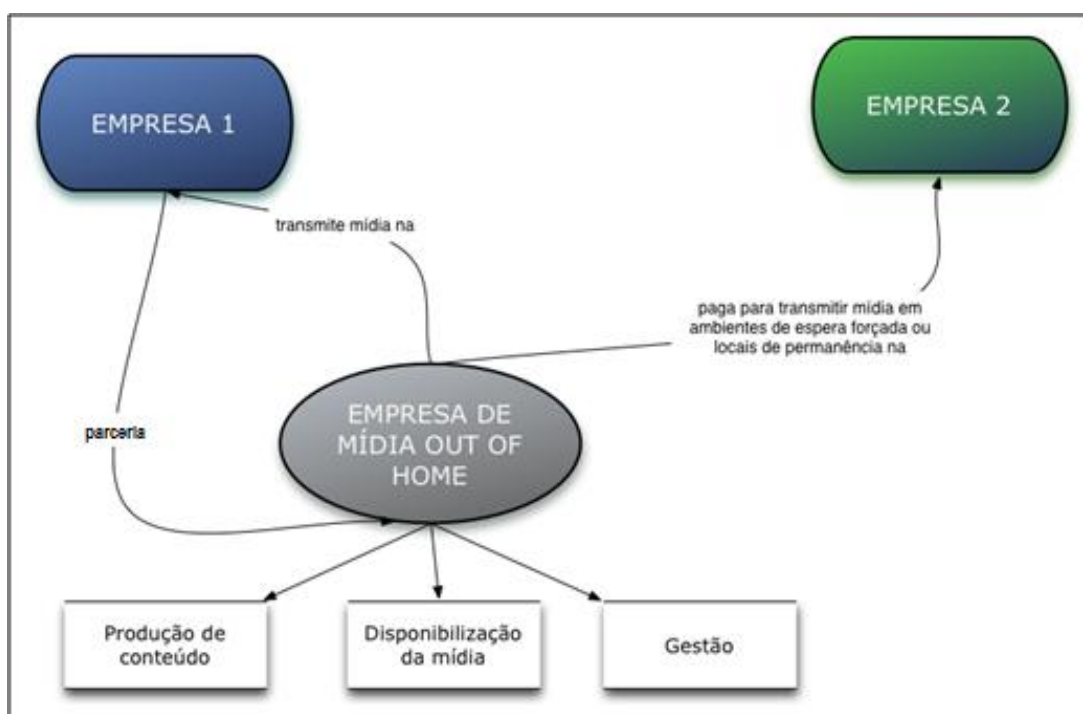 EMPRESA 1
EMPRESA 2
transmite mídia na
paga para transmitir mídia em
ambientes de espera forçada ou
locais de permanência na
parceria
EMPRESA DE
MÍDIA OUT OF
HOME
Produção de
conteúdo
Disponibilização
da mídia
Gestão